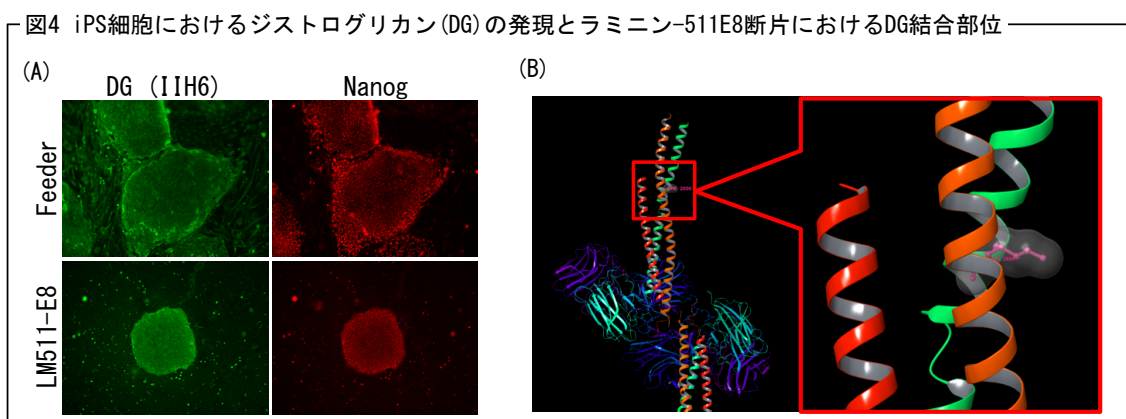 図4 iPS細胞におけるジストログリカン(DG)の発現とラミニン-511E8断片におけるDG結合部位
(A)
DG (IIH6)
Nanog
Feeder
LM511-E8
(B)